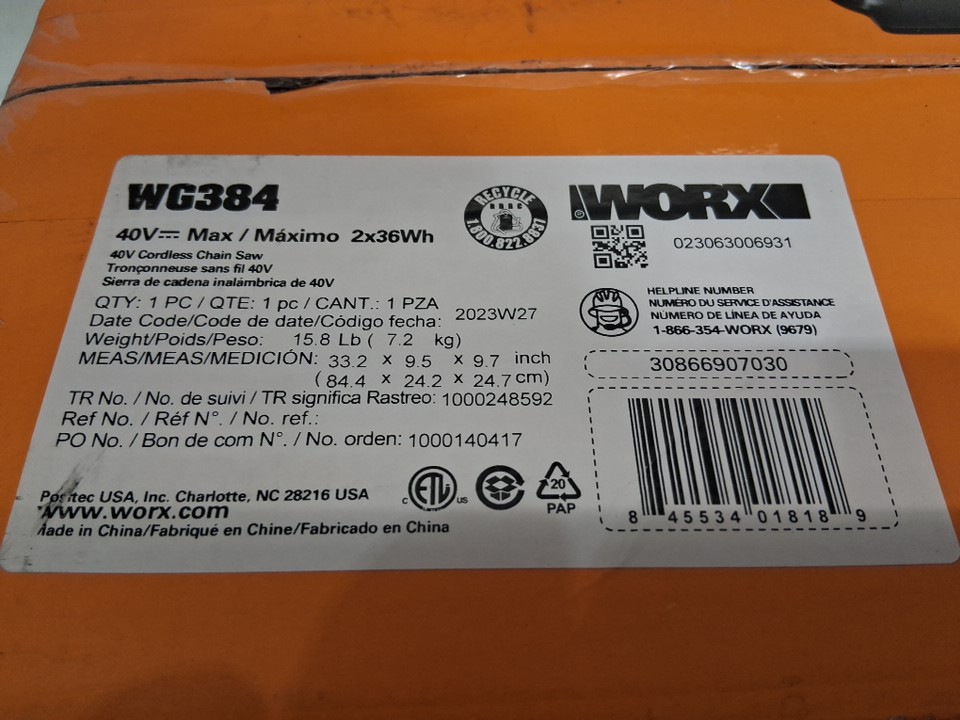 WG384
40V⎓ Max / Máximo 2x36Wh
40V Cordless Chain Saw
Tronçonneuse sans fil 40V
Sierra de cadena inalámbrica de 40V
QTY: 1 PC / QTE: 1 pc / CANT.: 1 PZA
Date Code/Code de date/Código fecha: 2023W27
Weight/Poids/Peso: 15.8 Lb ( 7.2 kg)
MEAS/MEAS/MEDICIÓN: 33.2 x 9.5 x 9.7 inch
( 84.4 x 24.2 x 24.7 cm)
TR No. / No. de suivi / TR significa Rastreo: 1000248592
Ref No. / Réf N°. / No. ref.:
PO No. / Bon de com N°. / No. orden: 1000140417
Positec USA, Inc. Charlotte, NC 28216 USA
www.worx.com
Made in China/Fabriqué en Chine/Fabricado en China
RECYCLE
RBRC
1.800.822.8837
WORX
023063006931
HELPLINE NUMBER
NUMÉRO DU SERVICE D'ASSISTANCE
NÚMERO DE LÍNEA DE AYUDA
1-866-354-WORX (9679)
30866907030
8 45534 01818 9
c ETL us
20
PAP